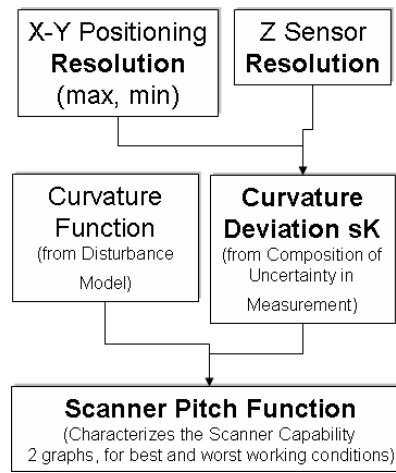 X-Y Positioning
Resolution
(max, min)
Z Sensor
Resolution
Curvature
Function
(from Disturbance
Model)
Curvature
Deviation sK
(from Composition of
Uncertainty in
Measurement)
Scanner Pitch Function
(Characterizes the Scanner Capability
2 graphs, for best and worst working conditions)